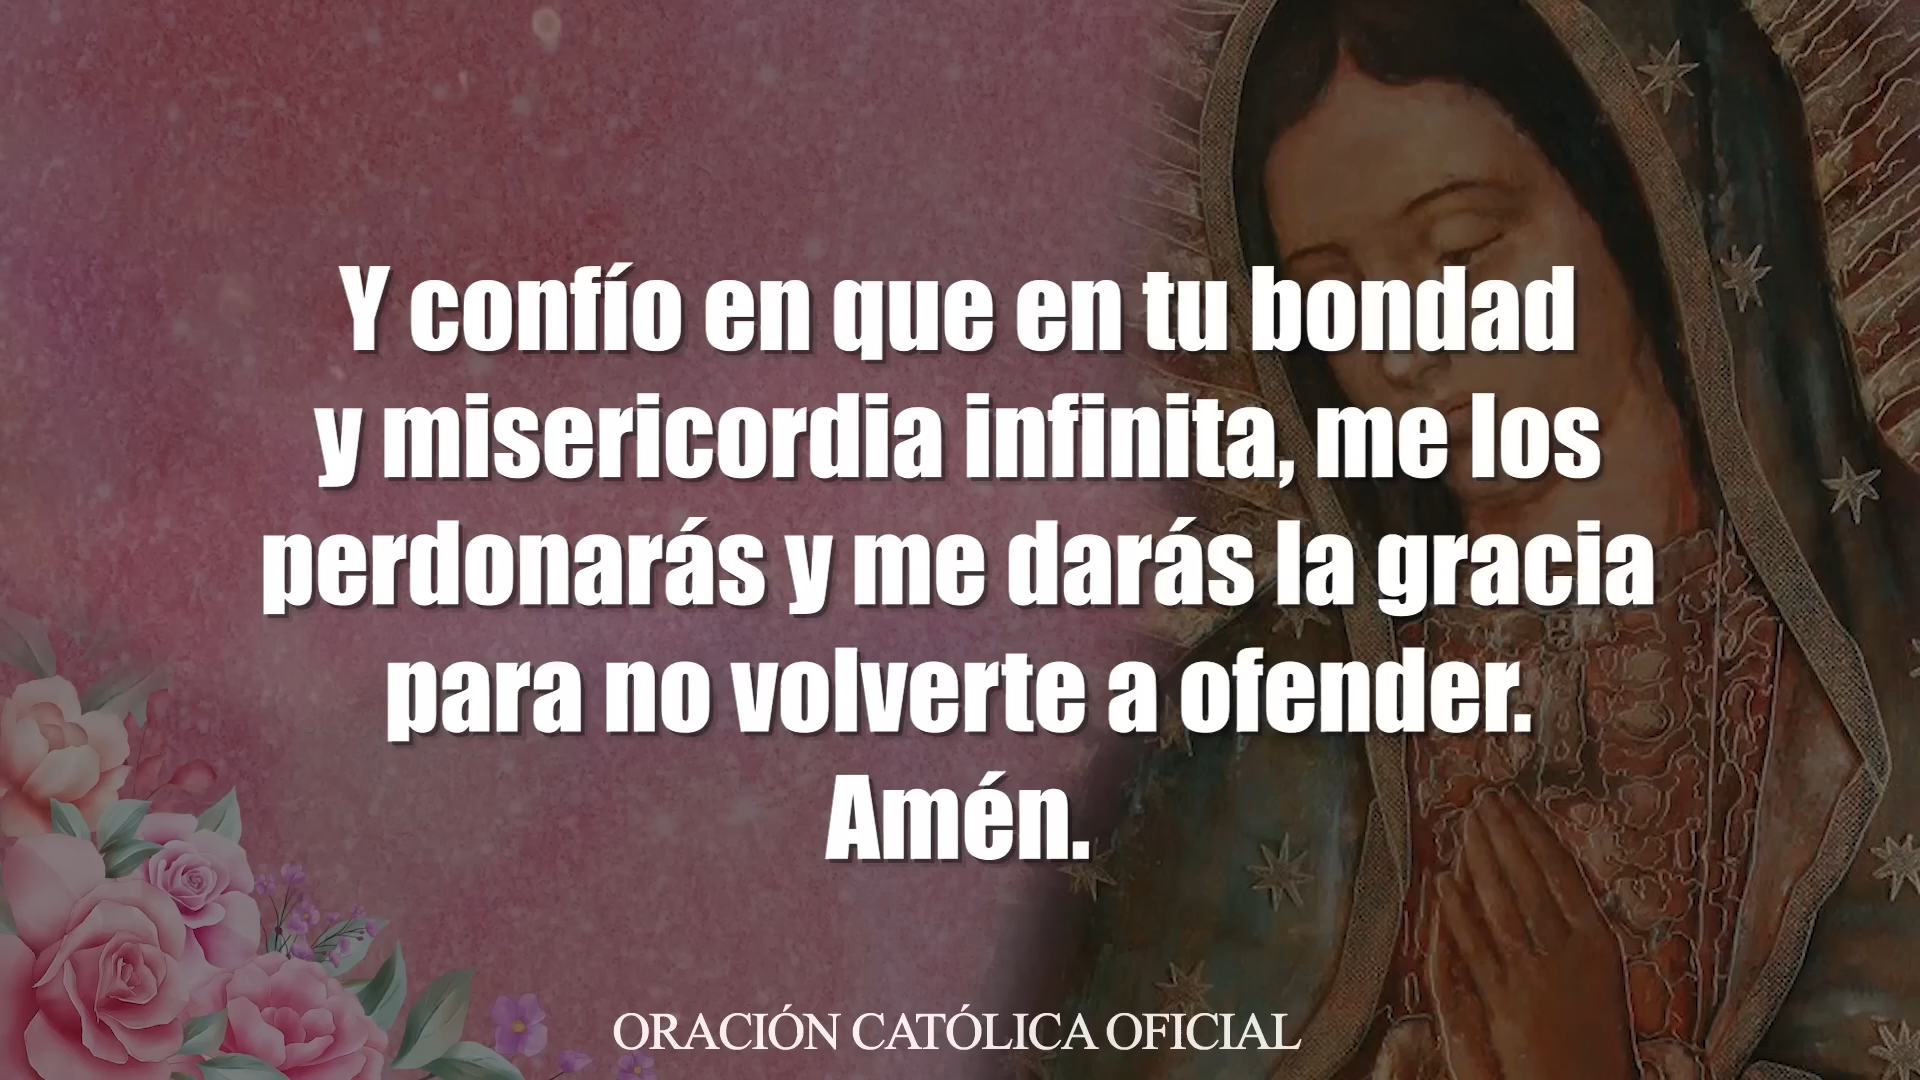 Y confío en que en tu bondad
y misericordia infinita, me los
perdonarás y me darás la gracia
para no volverte a ofender.
Amén.
ORACIÓN CATÓLICA OFICIAL